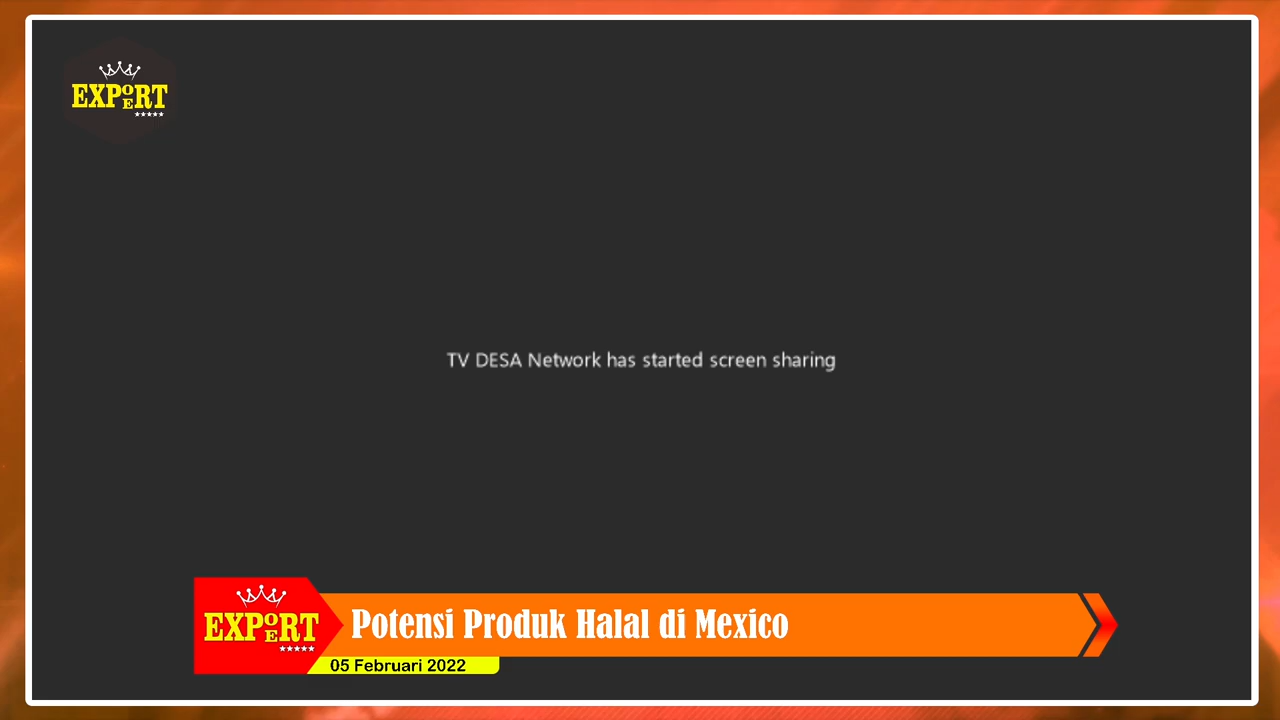 EXPOERT
TV DESA Network has started screen sharing
EXPOERT
Potensi Produk Halal di Mexico
05 Februari 2022